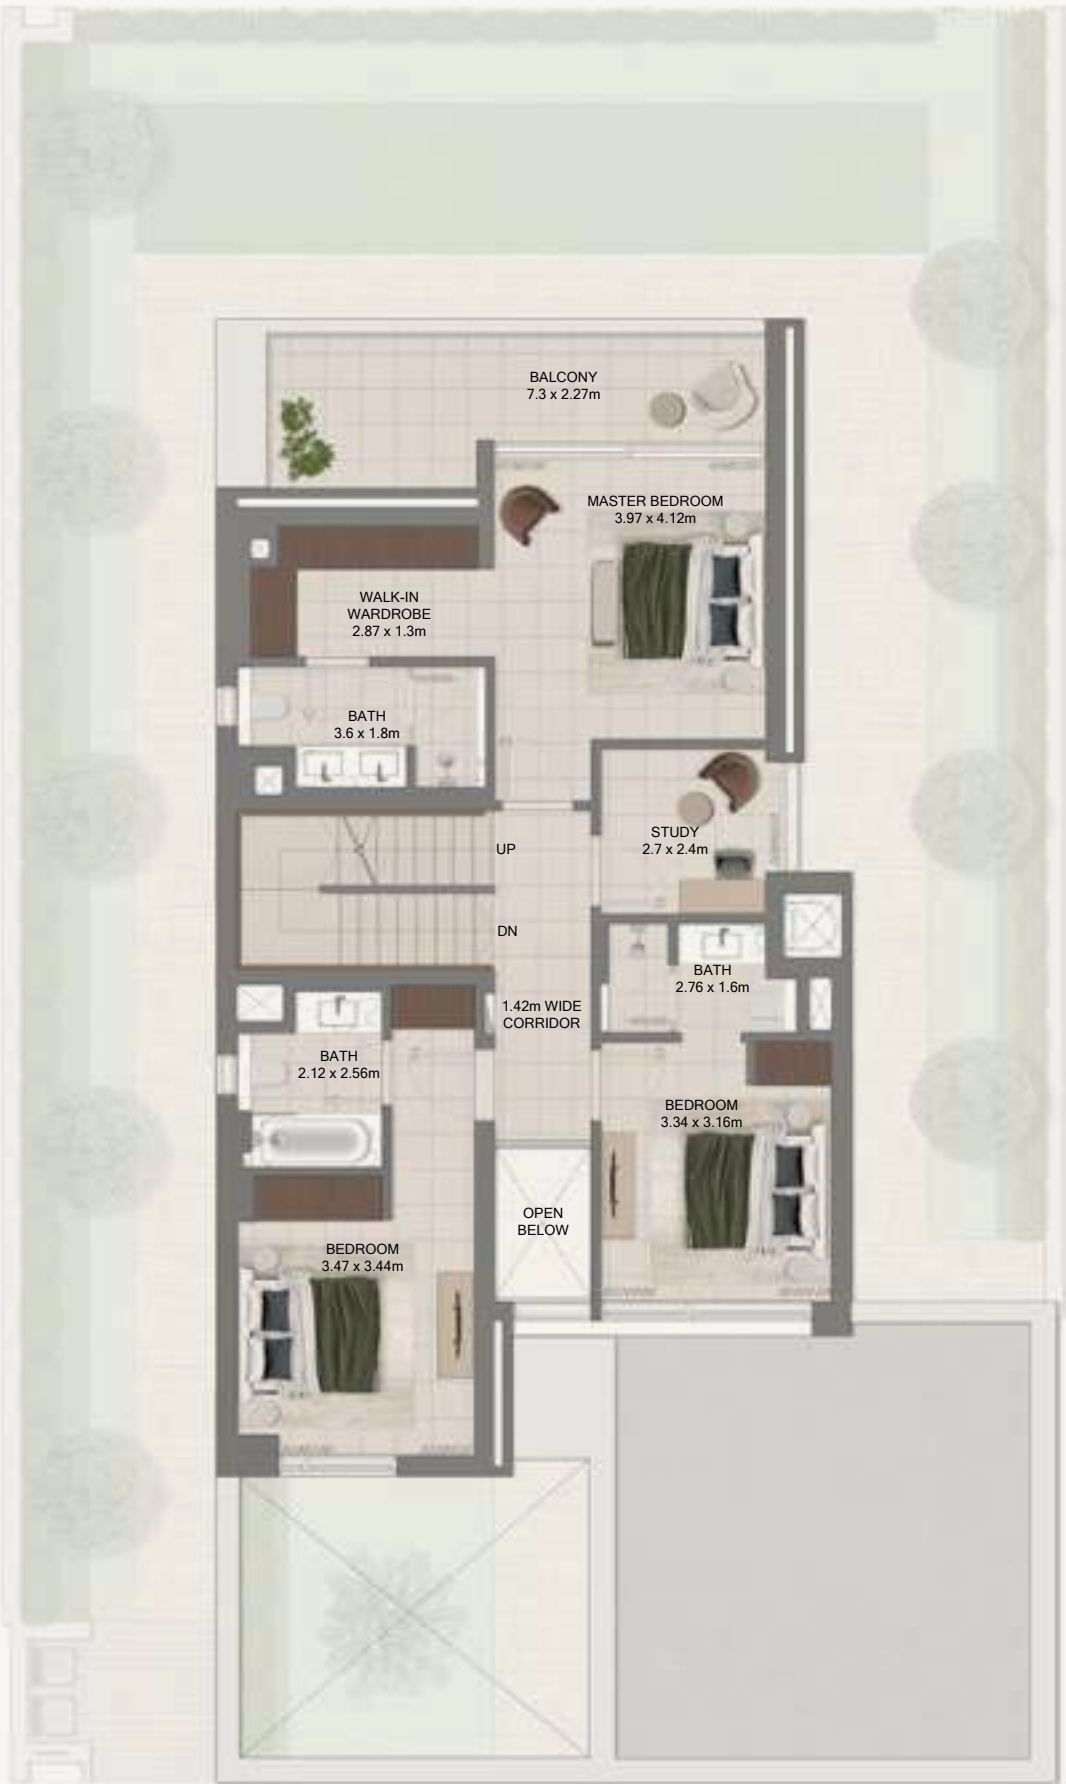 BALCONY
7.3 x 2.27m
MASTER BEDROOM
3.97 x 4.12m
WALK-IN
WARDROBE
2.87 x 1.3m
BATH
3.6 x 1.8m
STUDY
2.7 x 2.4m
UP
DN
BATH
2.76 x 1.6m
1.42m WIDE
CORRIDOR
BATH
2.12 x 2.56m
BEDROOM
3.34 x 3.16m
OPEN
BELOW
BEDROOM
3.47 x 3.44m